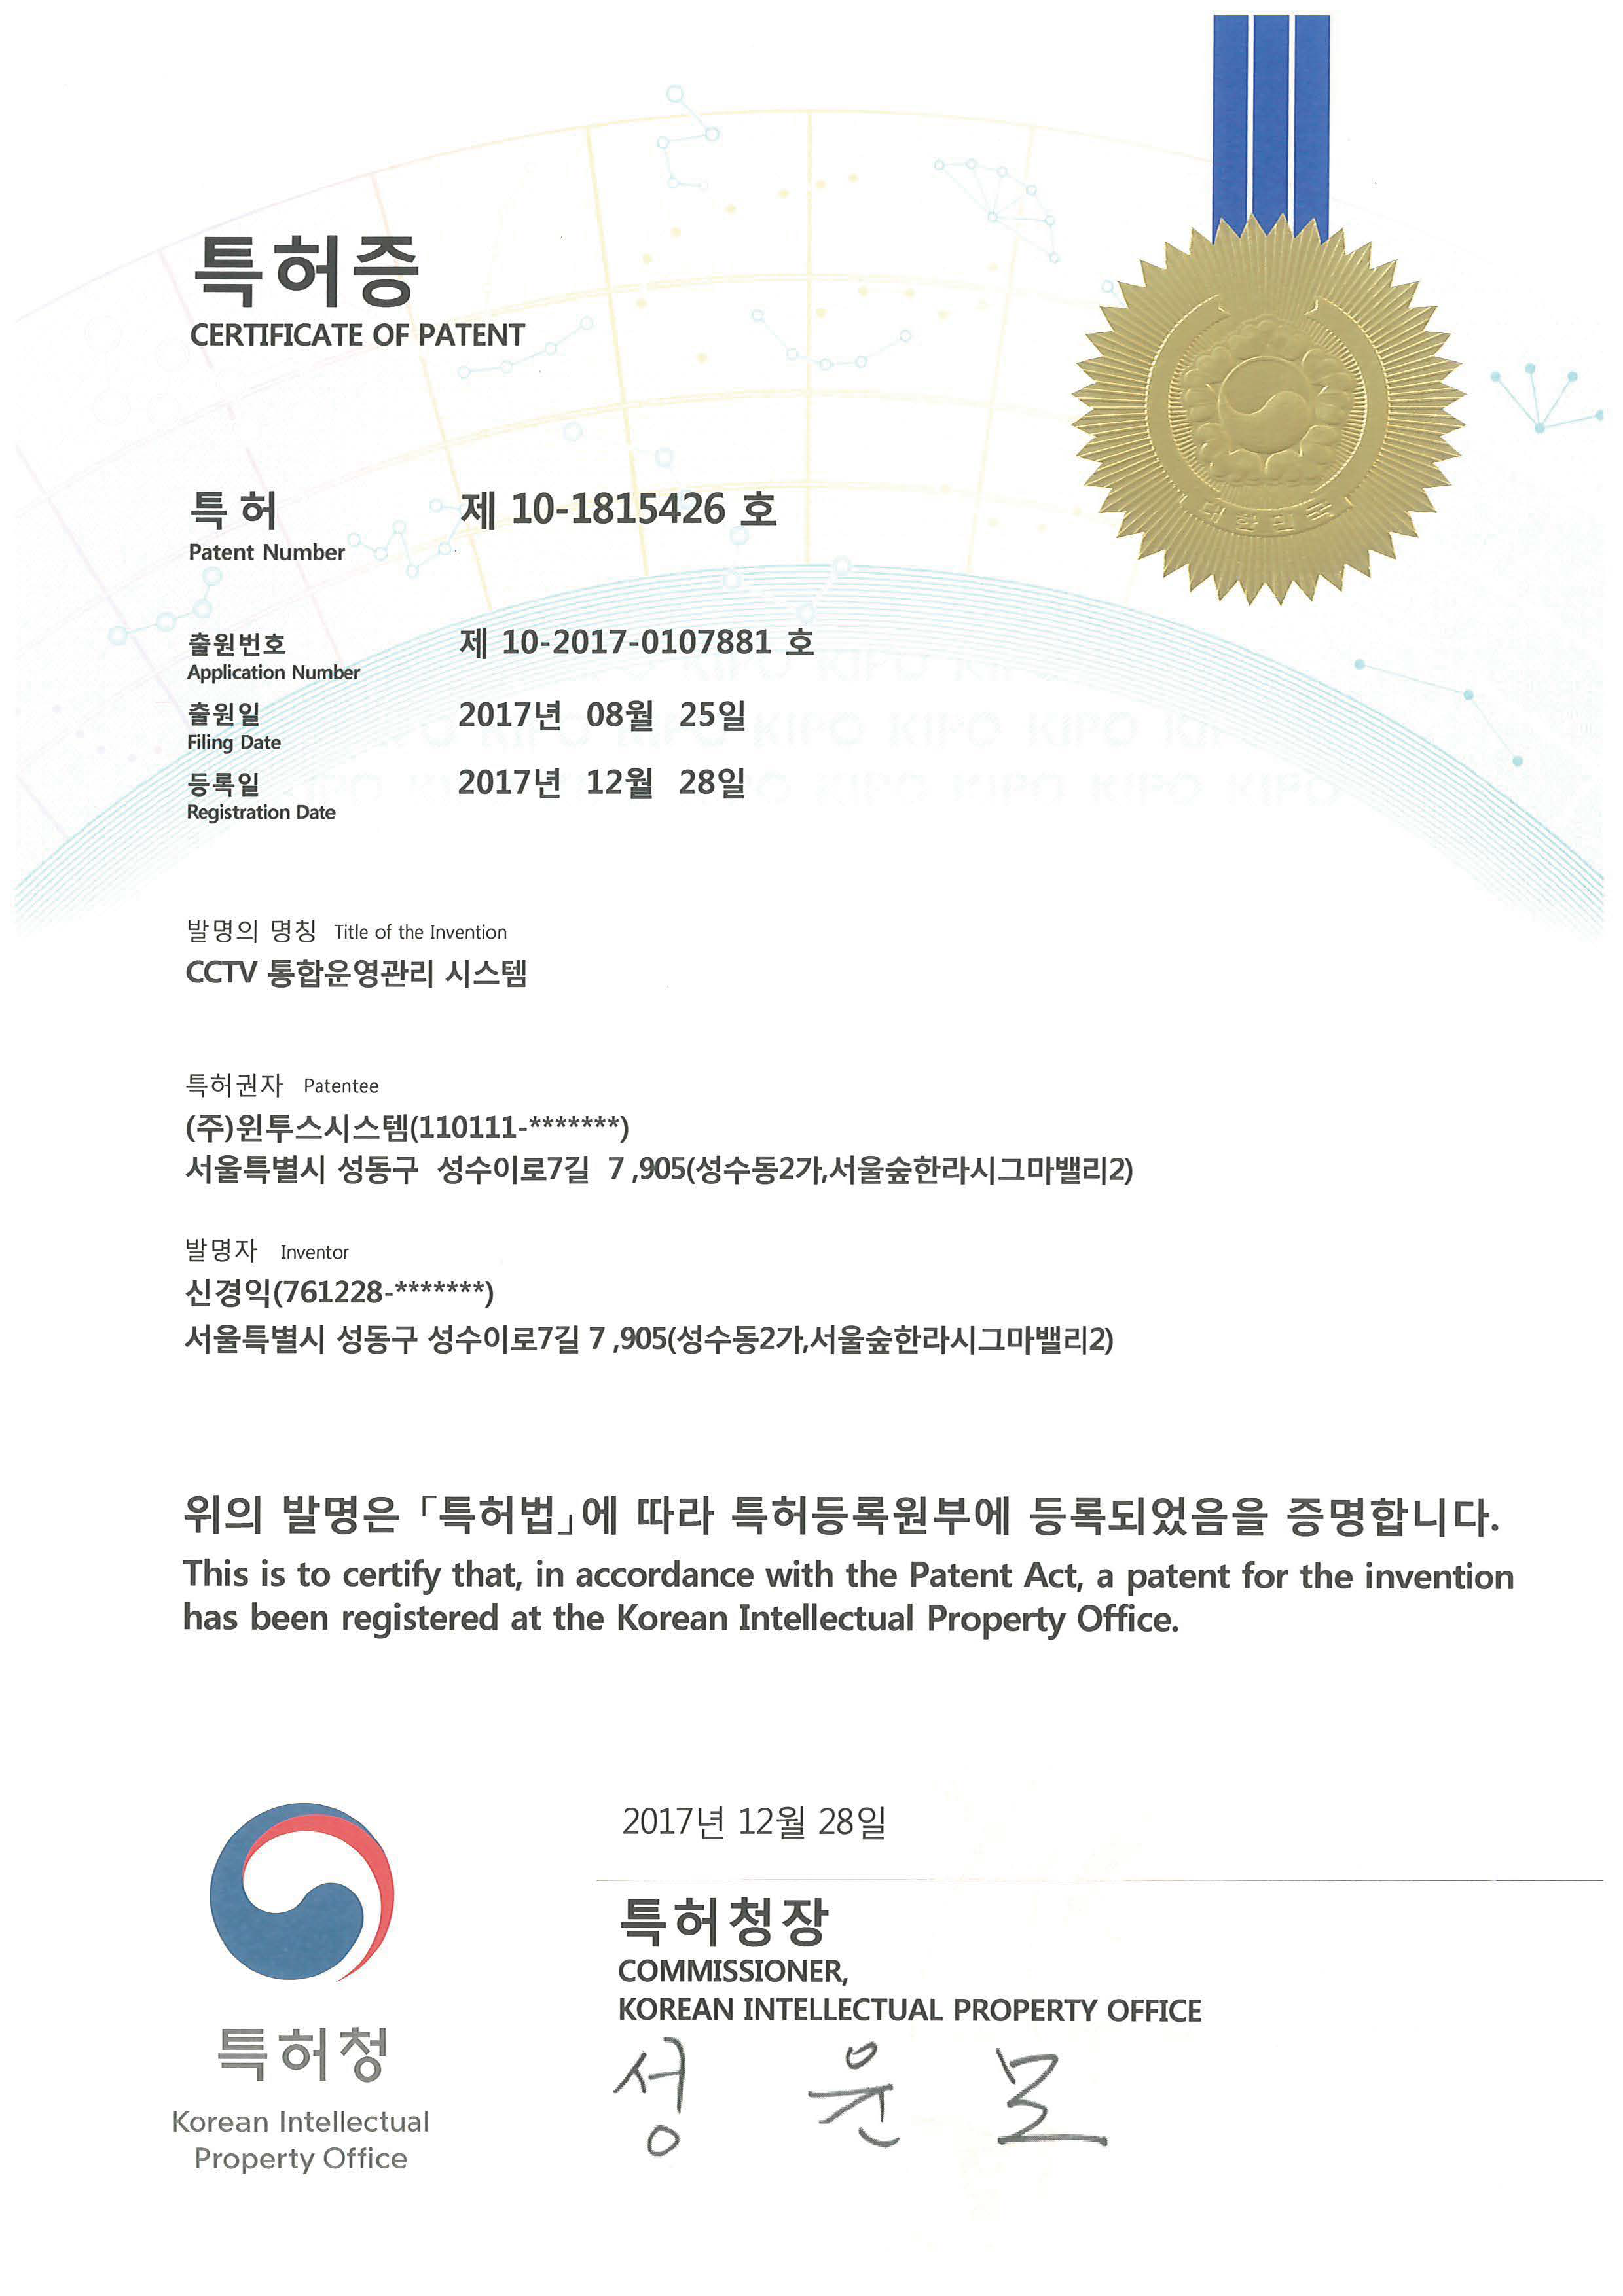 특허증
CERTIFICATE OF PATENT
대한민국
특 허 제 10-1815426 호
Patent Number
출원번호 제 10-2017-0107881 호
Application Number
출원일 2017년 08월 25일
Filing Date
등록일 2017년 12월 28일
Registration Date
발명의 명칭 Title of the Invention
CCTV 통합운영관리 시스템
특허권자 Patentee
(주)윈투스시스템(110111-*******)
서울특별시 성동구 성수이로7길 7 ,905(성수동2가,서울숲한라시그마밸리2)
발명자 Inventor
신경익(761228-*******)
서울특별시 성동구 성수이로7길 7 ,905(성수동2가,서울숲한라시그마밸리2)
위의 발명은 「특허법」에 따라 특허등록원부에 등록되었음을 증명합니다.
This is to certify that, in accordance with the Patent Act, a patent for the invention
has been registered at the Korean Intellectual Property Office.
2017년 12월 28일
특허청장
COMMISSIONER,
KOREAN INTELLECTUAL PROPERTY OFFICE
성 윤 모
특허청
Korean Intellectual
Property Office